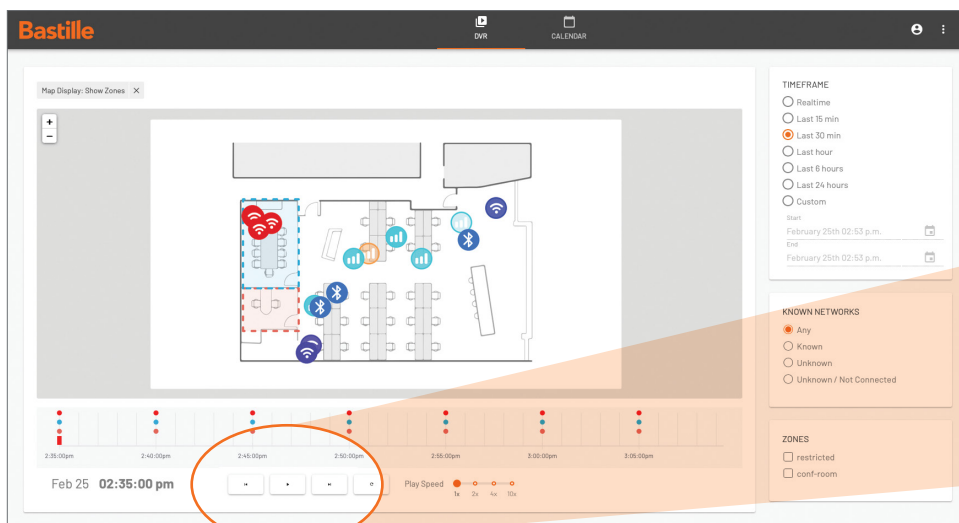 Bastille
DVR
CALENDAR
Map Display: Show Zones X
+
−
2:35:00pm 2:40:00pm 2:45:00pm 2:50:00pm 2:55:00pm 3:00:00pm 3:05:00pm
Feb 25 02:35:00 pm
Play Speed
1x 2x 4x 10x
TIMEFRAME
Realtime
Last 15 min
Last 30 min
Last hour
Last 6 hours
Last 24 hours
Custom
Start
February 25th 02:53 p.m.
End
February 25th 02:53 p.m.
KNOWN NETWORKS
Any
Known
Unknown
Unknown / Not Connected
ZONES
restricted
conf-room